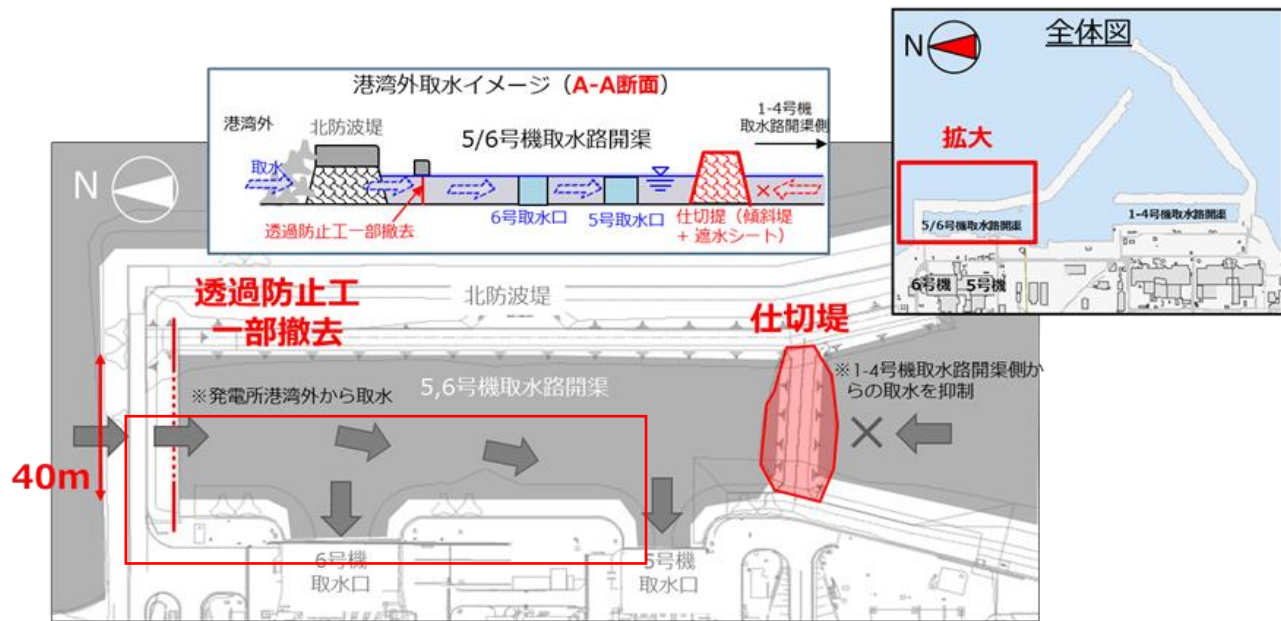 港湾外取水イメージ（A-A断面）
港湾外
北防波堤
5/6号機取水路開渠
1-4号機
取水路開渠側
取水
透過防止工一部撤去
6号取水口
5号取水口
仕切堤（傾斜堤
+ 遮水シート）
N
全体図
拡大
5/6号機取水路開渠
1-4号機取水路開渠
6号機
5号機
N
透過防止工
一部撤去
北防波堤
仕切堤
※発電所港湾外から取水
5,6号機取水路開渠
※1-4号機取水路開渠側か
らの取水を抑制
40m
6号機
取水口
5号機
取水口